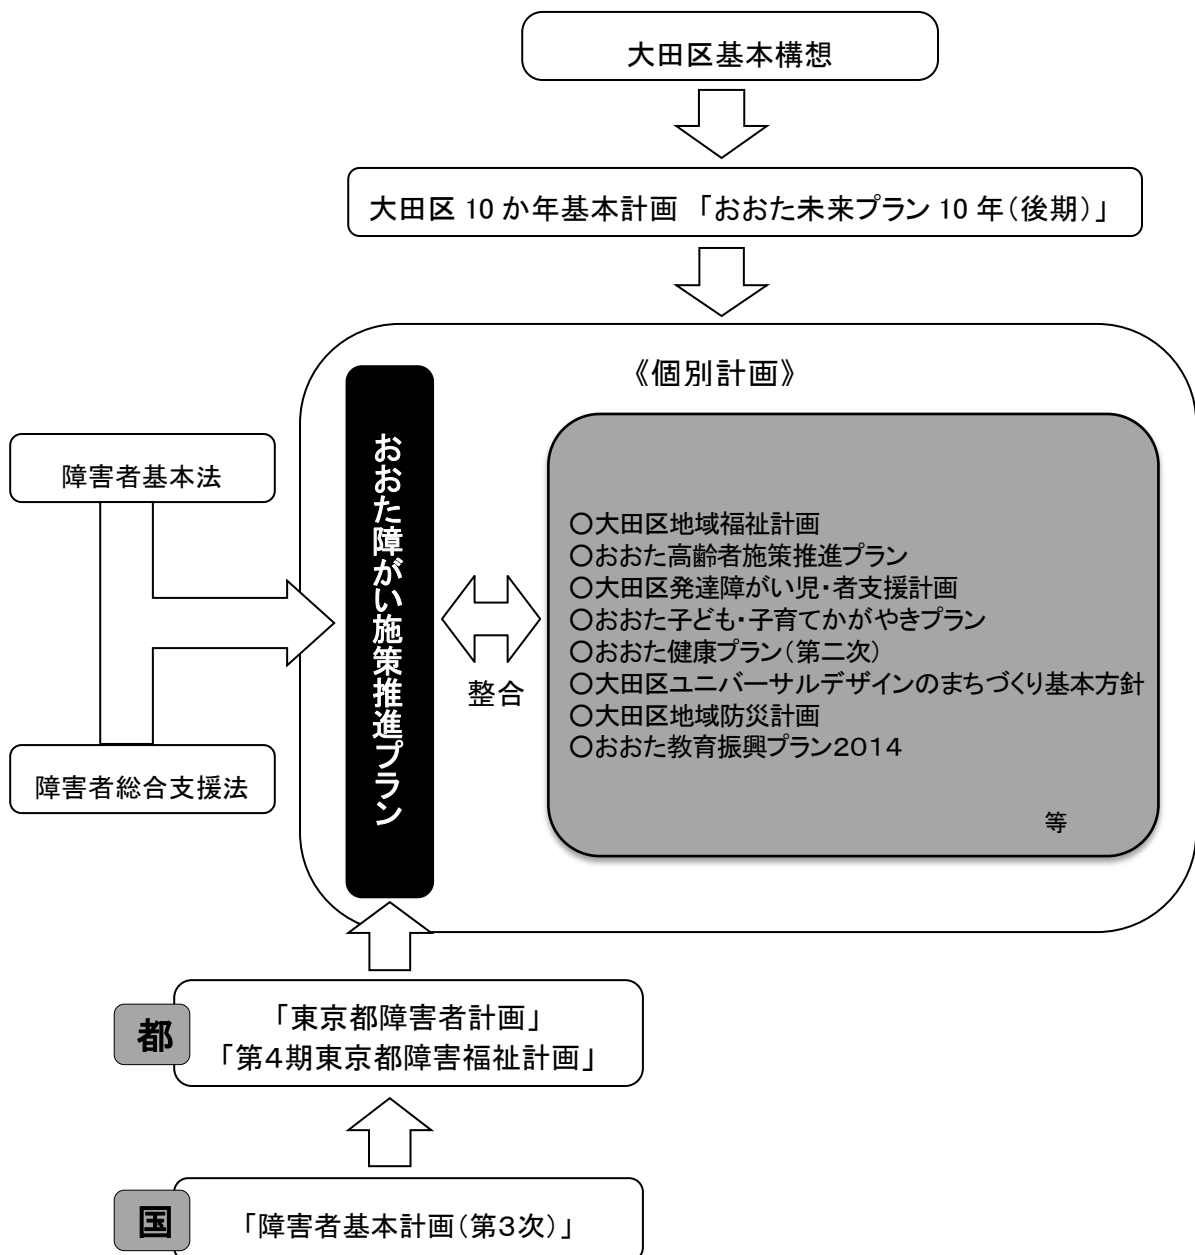 大田区基本構想
大田区 10 か年基本計画 「おおた未来プラン 10 年(後期)」
《個別計画》
障害者基本法
障害者総合支援法
おおた障がい施策推進プラン
整合
○大田区地域福祉計画
○おおた高齢者施策推進プラン
○大田区発達障がい児・者支援計画
○おおた子ども・子育てかがやきプラン
○おおた健康プラン(第二次)
○大田区ユニバーサルデザインのまちづくり基本方針
○大田区地域防災計画
○おおた教育振興プラン2014
等
都
「東京都障害者計画」
「第4期東京都障害福祉計画」
国
「障害者基本計画(第3次)」